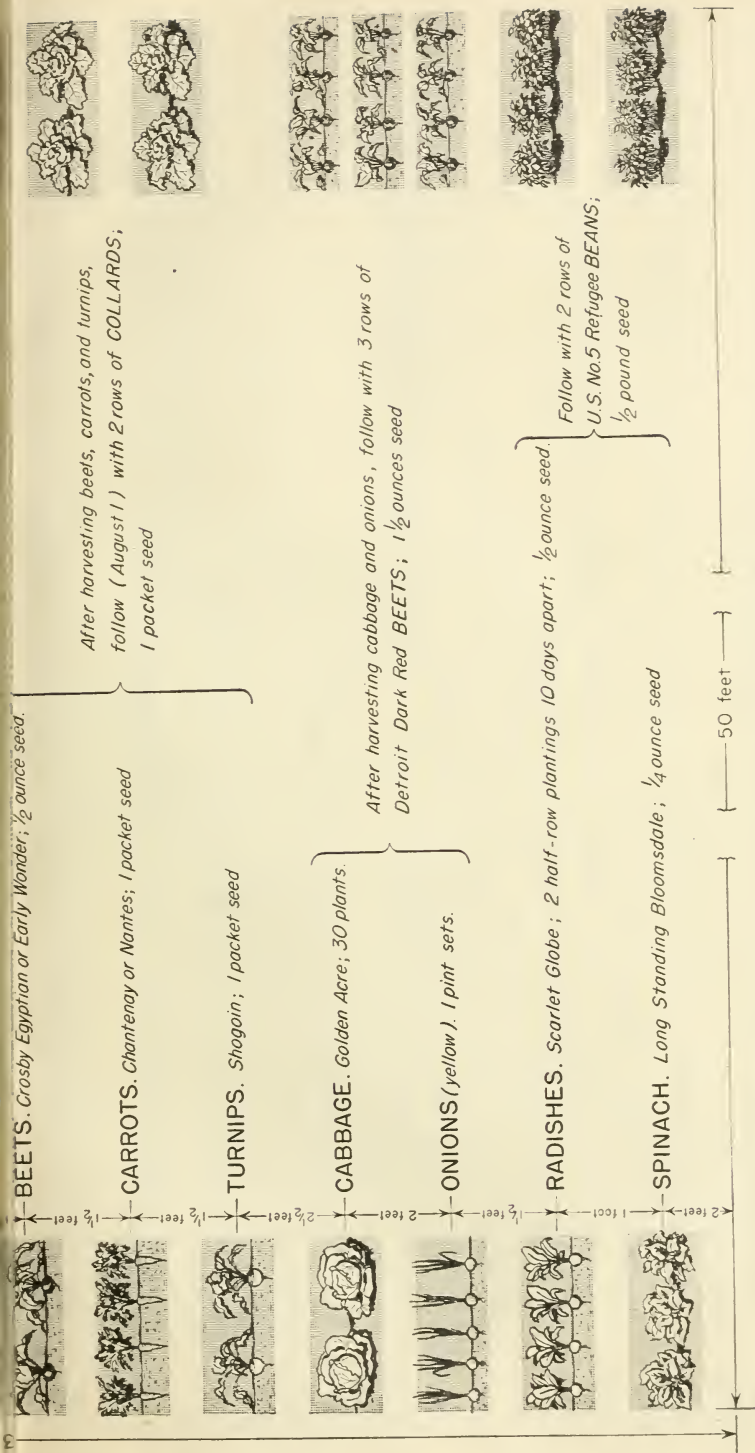 BEETS. Crosby Egyptian or Early Wonder; ½ ounce seed.
1½ feet
CARROTS. Chantenay or Nantes; 1 packet seed
1½ feet
TURNIPS. Shogoin; 1 packet seed
After harvesting beets, carrots, and turnips,
follow (August 1) with 2 rows of COLLARDS;
1 packet seed
2½ feet
CABBAGE. Golden Acre; 30 plants.
2 feet
ONIONS (yellow). 1 pint sets.
After harvesting cabbage and onions, follow with 3 rows of
Detroit Dark Red BEETS; 1½ ounces seed
1½ feet
RADISHES. Scarlet Globe; 2 half-row plantings 10 days apart; ½ ounce seed.
1 foot
SPINACH. Long Standing Bloomsdale; ¼ ounce seed
Follow with 2 rows of
U.S. No. 5 Refugee BEANS;
½ pound seed
2 feet
50 feet